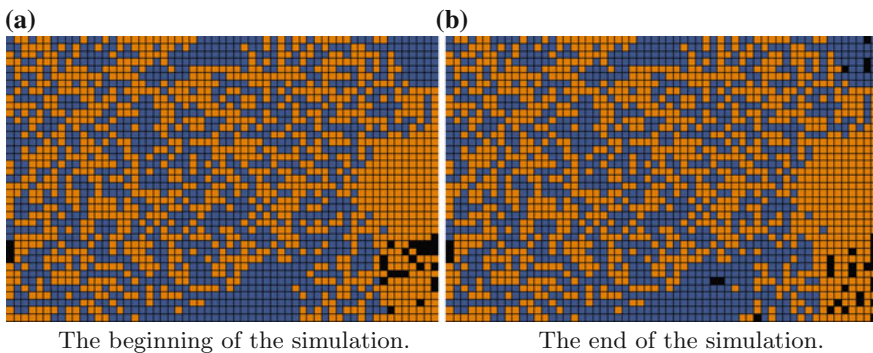 (a) (b)
The beginning of the simulation. The end of the simulation.